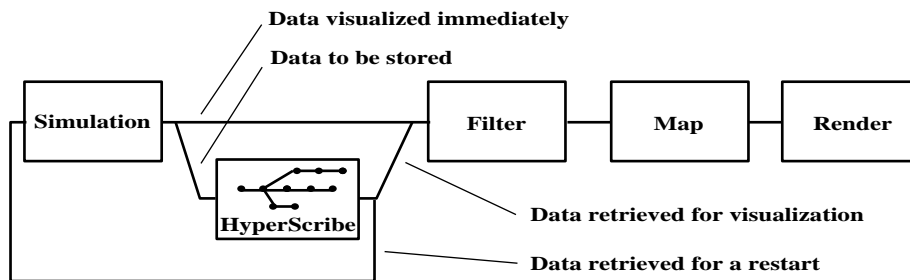 Data visualized immediately
Data to be stored
Simulation
Filter
Map
Render
HyperScribe
Data retrieved for visualization
Data retrieved for a restart